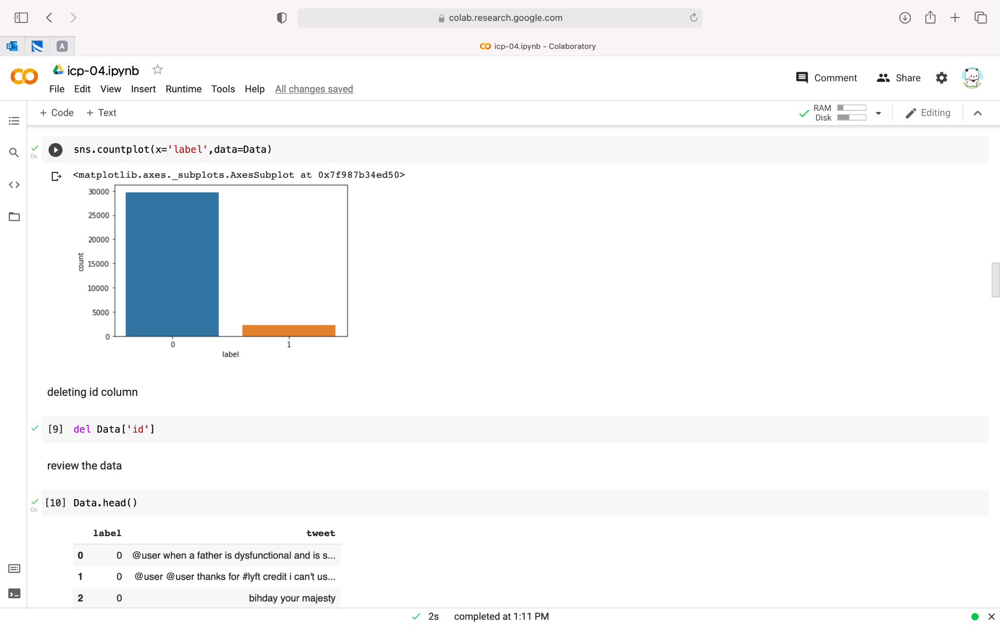 colab.research.google.com
A
icp-04.ipynb - Colaboratory
icp-04.ipynb
Comment
Share
File Edit View Insert Runtime Tools Help All changes saved
+ Code + Text
RAM
Disk
Editing
sns.countplot(x='label',data=Data)
0s
<matplotlib.axes._subplots.AxesSubplot at 0x7f987b34ed50>
30000
25000
20000
15000
10000
5000
0
count
0 1
label
deleting id column
[9] del Data['id']
review the data
[10] Data.head()
0s
label tweet
0 0 @user when a father is dysfunctional and is s...
1 0 @user @user thanks for #lyft credit i can't us...
2 0 bihday your majesty
2s completed at 1:11 PM